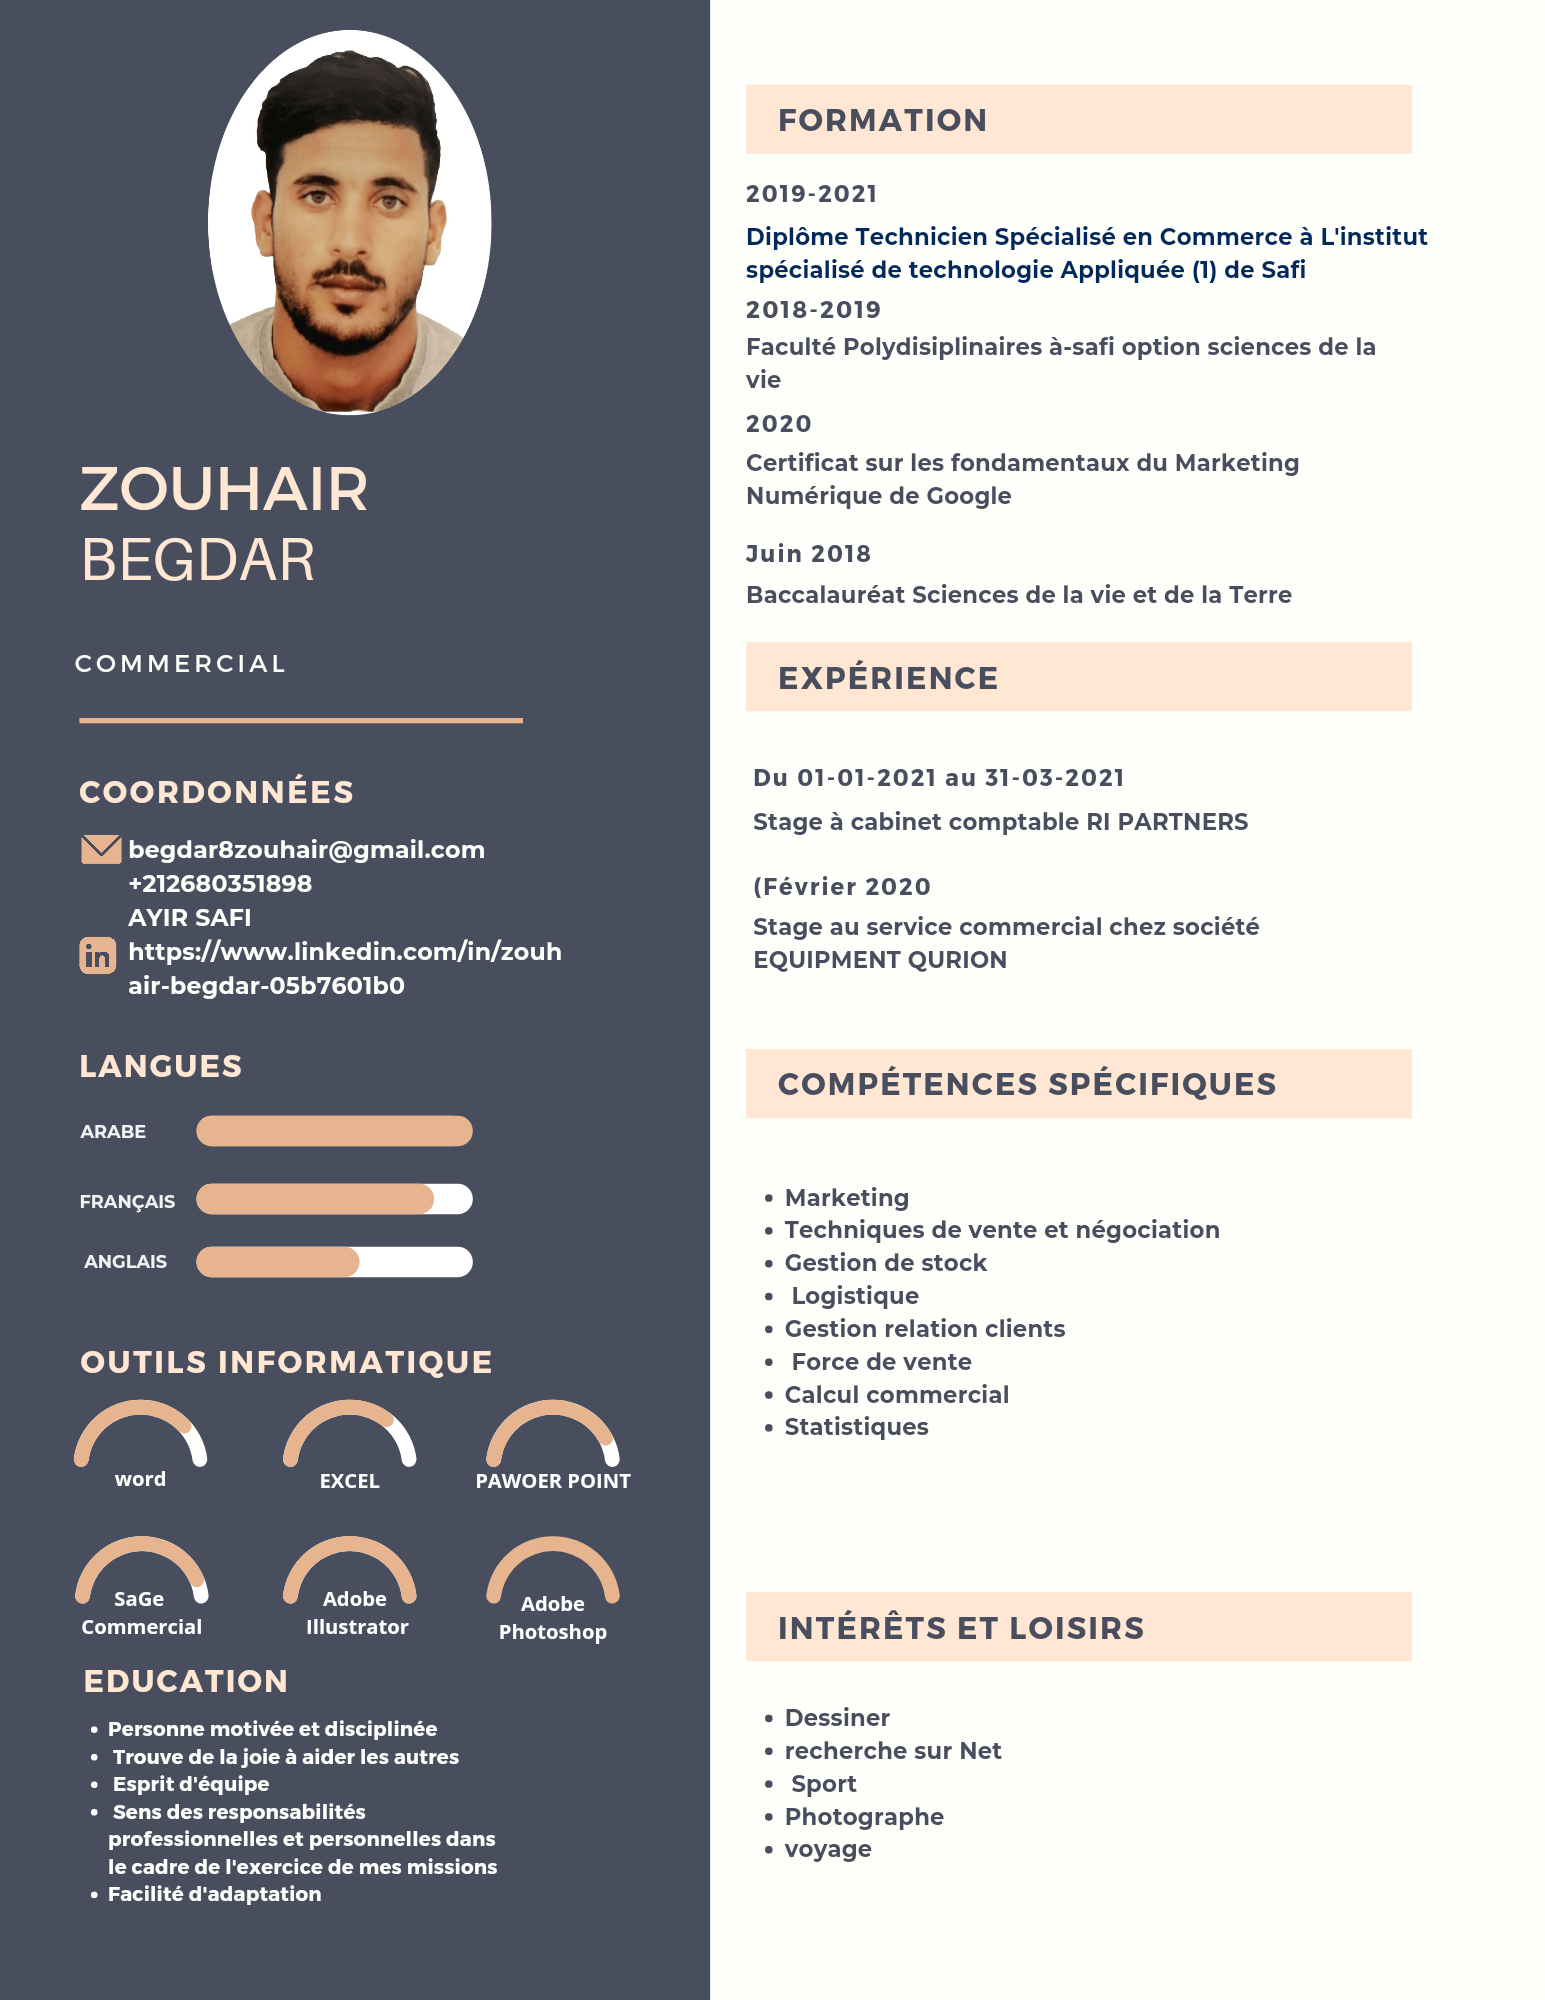 ZOUHAIR
BEGDAR
COMMERCIAL
COORDONNÉES
begdar8zouhair@gmail.com
+212680351898
AYIR SAFI
in
https://www.linkedin.com/in/zouh
air-begdar-05b7601b0
LANGUES
ARABE
FRANÇAIS
ANGLAIS
OUTILS INFORMATIQUE
word
EXCEL
PAWOER POINT
SaGe
Commercial
Adobe
Illustrator
Adobe
Photoshop
EDUCATION
• Personne motivée et disciplinée
• Trouve de la joie à aider les autres
• Esprit d'équipe
• Sens des responsabilités
professionnelles et personnelles dans
le cadre de l'exercice de mes missions
• Facilité d'adaptation
FORMATION
2019-2021
Diplôme Technicien Spécialisé en Commerce à L'institut
spécialisé de technologie Appliquée (1) de Safi
2018-2019
Faculté Polydisiplinaires à-safi option sciences de la
vie
2020
Certificat sur les fondamentaux du Marketing
Numérique de Google
Juin 2018
Baccalauréat Sciences de la vie et de la Terre
EXPÉRIENCE
Du 01-01-2021 au 31-03-2021
Stage à cabinet comptable RI PARTNERS
(Février 2020
Stage au service commercial chez société
EQUIPMENT QURION
COMPÉTENCES SPÉCIFIQUES
• Marketing
• Techniques de vente et négociation
• Gestion de stock
• Logistique
• Gestion relation clients
• Force de vente
• Calcul commercial
• Statistiques
INTÉRÊTS ET LOISIRS
• Dessiner
• recherche sur Net
• Sport
• Photographe
• voyage